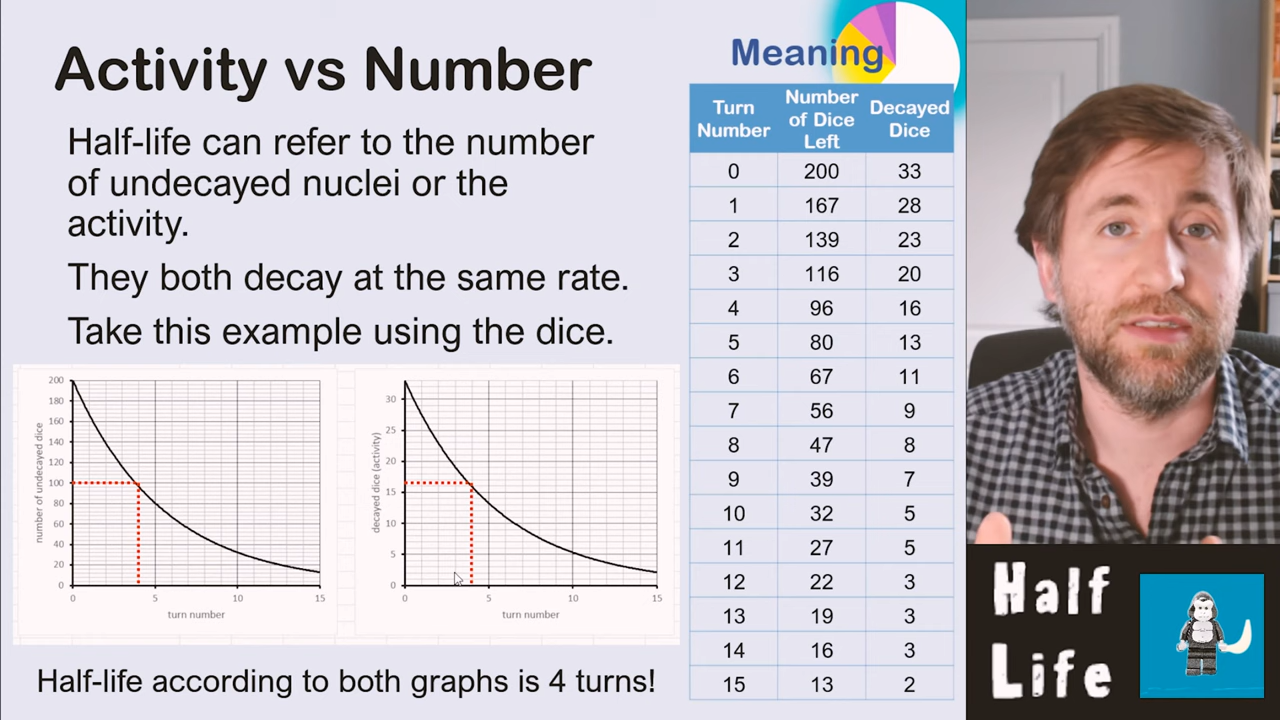 Activity vs Number
Half-life can refer to the number
of undecayed nuclei or the
activity.
They both decay at the same rate.
Take this example using the dice.
number of undecayed dice
200
180
160
140
120
100
80
60
40
20
0
0 5 10 15
turn number
decayed dice (activity)
30
25
20
15
10
5
0
0 5 10 15
turn number
Half-life according to both graphs is 4 turns!
Meaning
Turn Number Number of Dice Left Decayed Dice
0 200 33
1 167 28
2 139 23
3 116 20
4 96 16
5 80 13
6 67 11
7 56 9
8 47 8
9 39 7
10 32 5
11 27 5
12 22 3
13 19 3
14 16 3
15 13 2
Half
Life